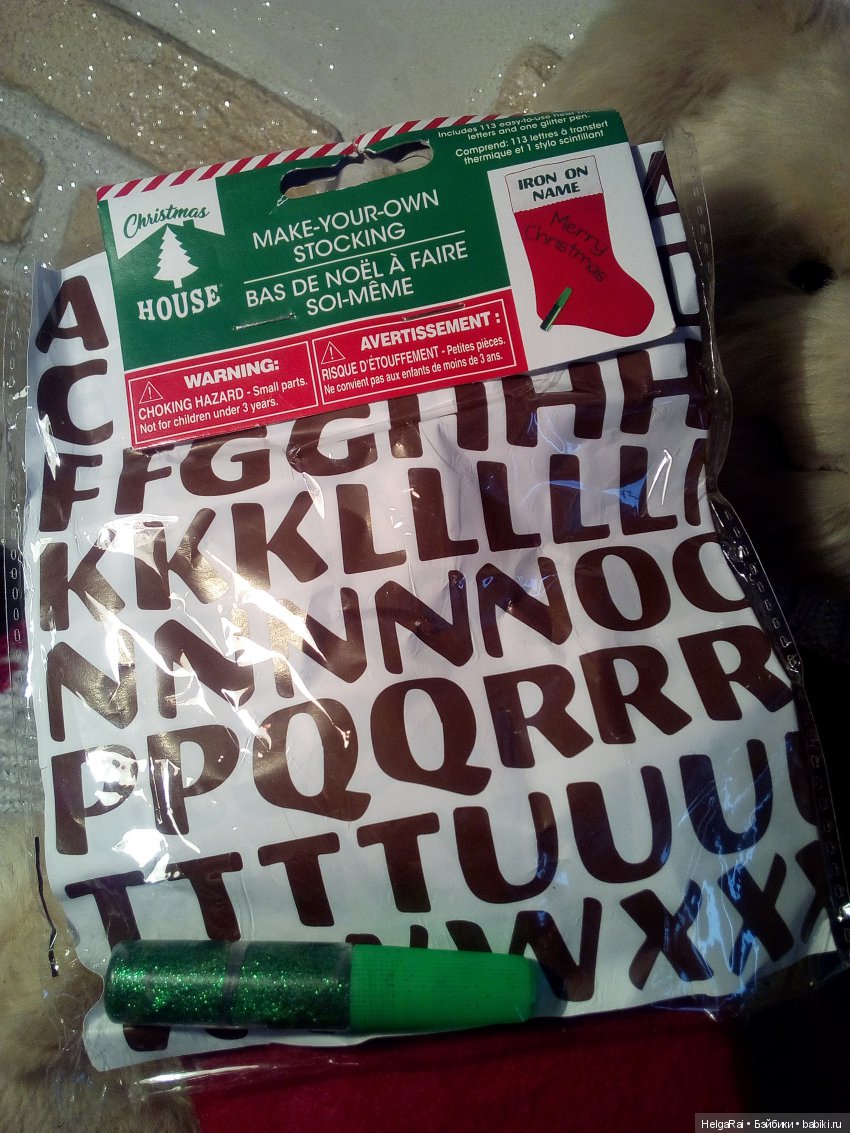 Includes 113 easy-to-use heat
letters and one glitter pen.
Comprend: 113 lettres à transfert
thermique et 1 stylo scintillant
Christmas
HOUSE
MAKE-YOUR-OWN
STOCKING
BAS DE NOËL À FAIRE
SOI-MÊME
IRON ON
NAME
Merry
Christmas
WARNING:
CHOKING HAZARD - Small parts.
Not for children under 3 years.
AVERTISSEMENT :
RISQUE D'ÉTOUFFEMENT - Petites pièces.
Ne convient pas aux enfants de moins de 3 ans.
A
C
F F G G H H H
K K K L L L L L
N N N N N O O
P P Q Q R R R
T T T T U U U U
W X X
HelgaRai • Бэйбики • babiki.ru